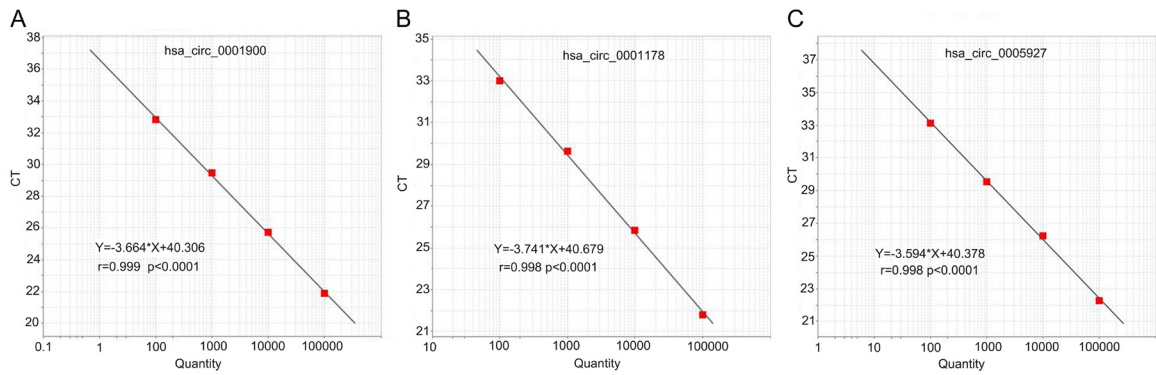 A
38
36
34
32
30
28
26
24
22
20
CT
hsa_circ_0001900
Y=-3.664*X+40.306
r=0.999 p<0.0001
0.1
1
100
1000
10000
100000
Quantity
B
35
33
31
29
27
25
23
21
CT
hsa_circ_0001178
Y=-3.741*X+40.679
r=0.998 p<0.0001
10
100
1000
10000
100000
Quantity
C
37
35
33
31
29
27
25
23
21
CT
hsa_circ_0005927
Y=-3.594*X+40.378
r=0.998 p<0.0001
1
10
100
1000
10000
100000
Quantity